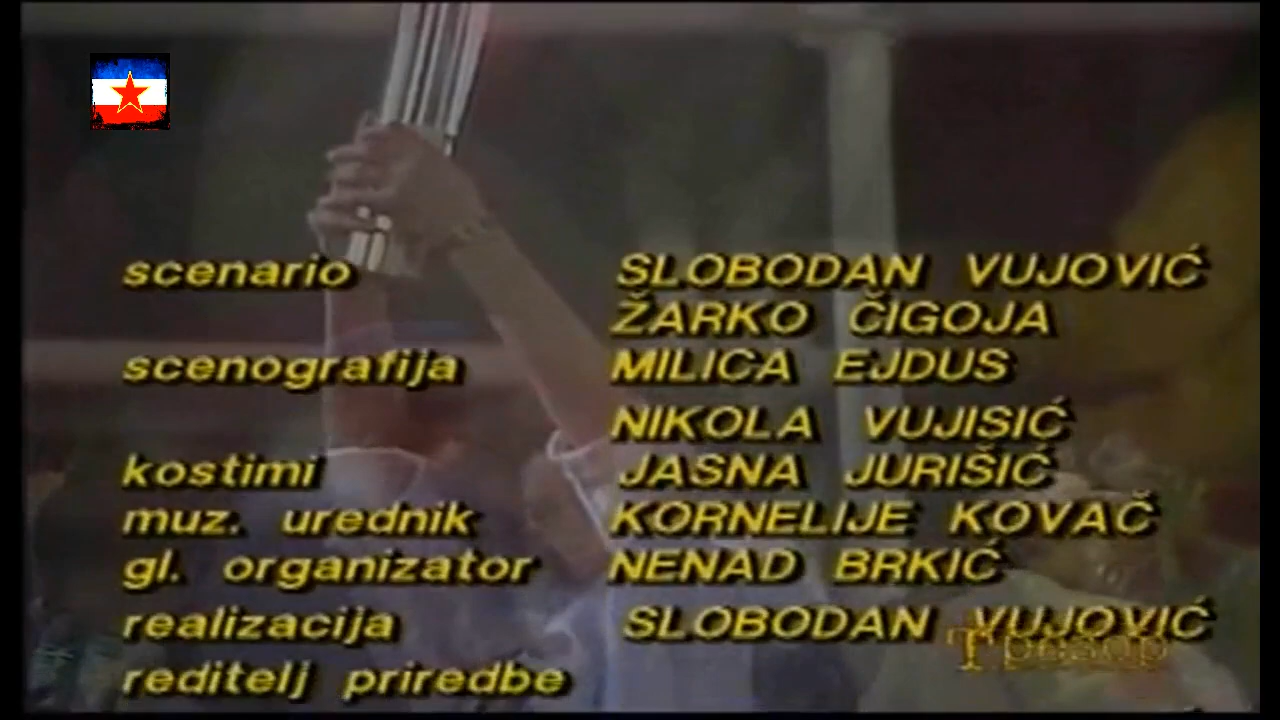 scenario SLOBODAN VUJOVIĆ
ŽARKO ČIGOJA
scenografija MILICA EJDUS
NIKOLA VUJISIĆ
kostimi JASNA JURIŠIĆ
muz. urednik KORNELIJE KOVAČ
gl. organizator NENAD BRKIĆ
realizacija SLOBODAN VUJOVIĆ
Трезор
reditelj priredbe